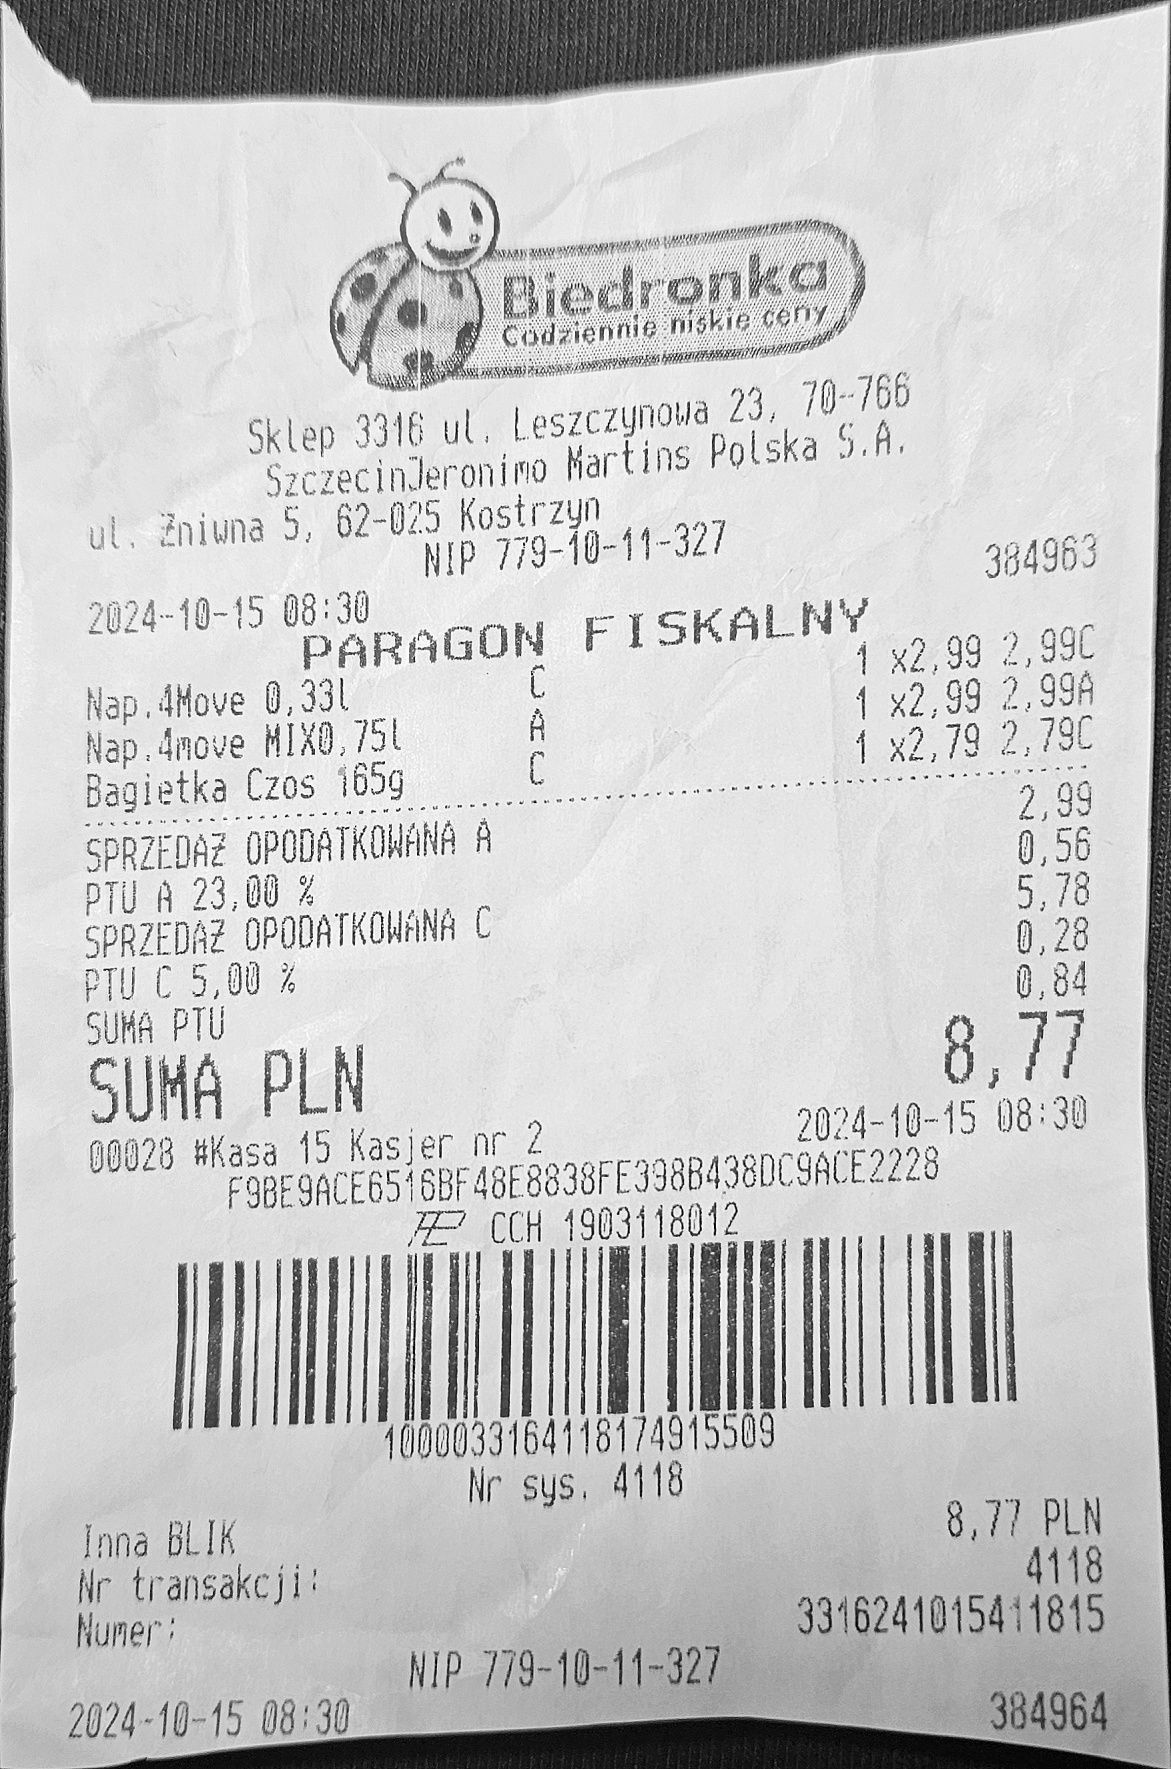 Biedronka
Codziennie niskie ceny
Sklep 3316 ul. Leszczynowa 23, 70-766
SzczecinJeronimo Martins Polska S.A.
ul. Żniwna 5, 62-025 Kostrzyn
NIP 779-10-11-327
2024-10-15 08:30 384963
PARAGON FISKALNY
Nap.4Move 0,33l C 1 x2,99 2,99C
Nap.4move MIX0,75l A 1 x2,99 2,99A
Bagietka Czos 165g C 1 x2,79 2,79C
SPRZEDAŻ OPODATKOWANA A 2,99
PTU A 23,00 % 0,56
SPRZEDAŻ OPODATKOWANA C 5,78
PTU C 5,00 % 0,28
SUMA PTU 0,84
SUMA PLN 8,77
00028 #Kasa 15 Kasjer nr 2 2024-10-15 08:30
F9BE9ACE6516BF48E8838FE398B438DC9ACE2228
CCH 1903118012
1000033164118174915509
Nr sys. 4118
Inna BLIK 8,77 PLN
Nr transakcji: 4118
Numer: 3316241015411815
NIP 779-10-11-327
2024-10-15 08:30 384964